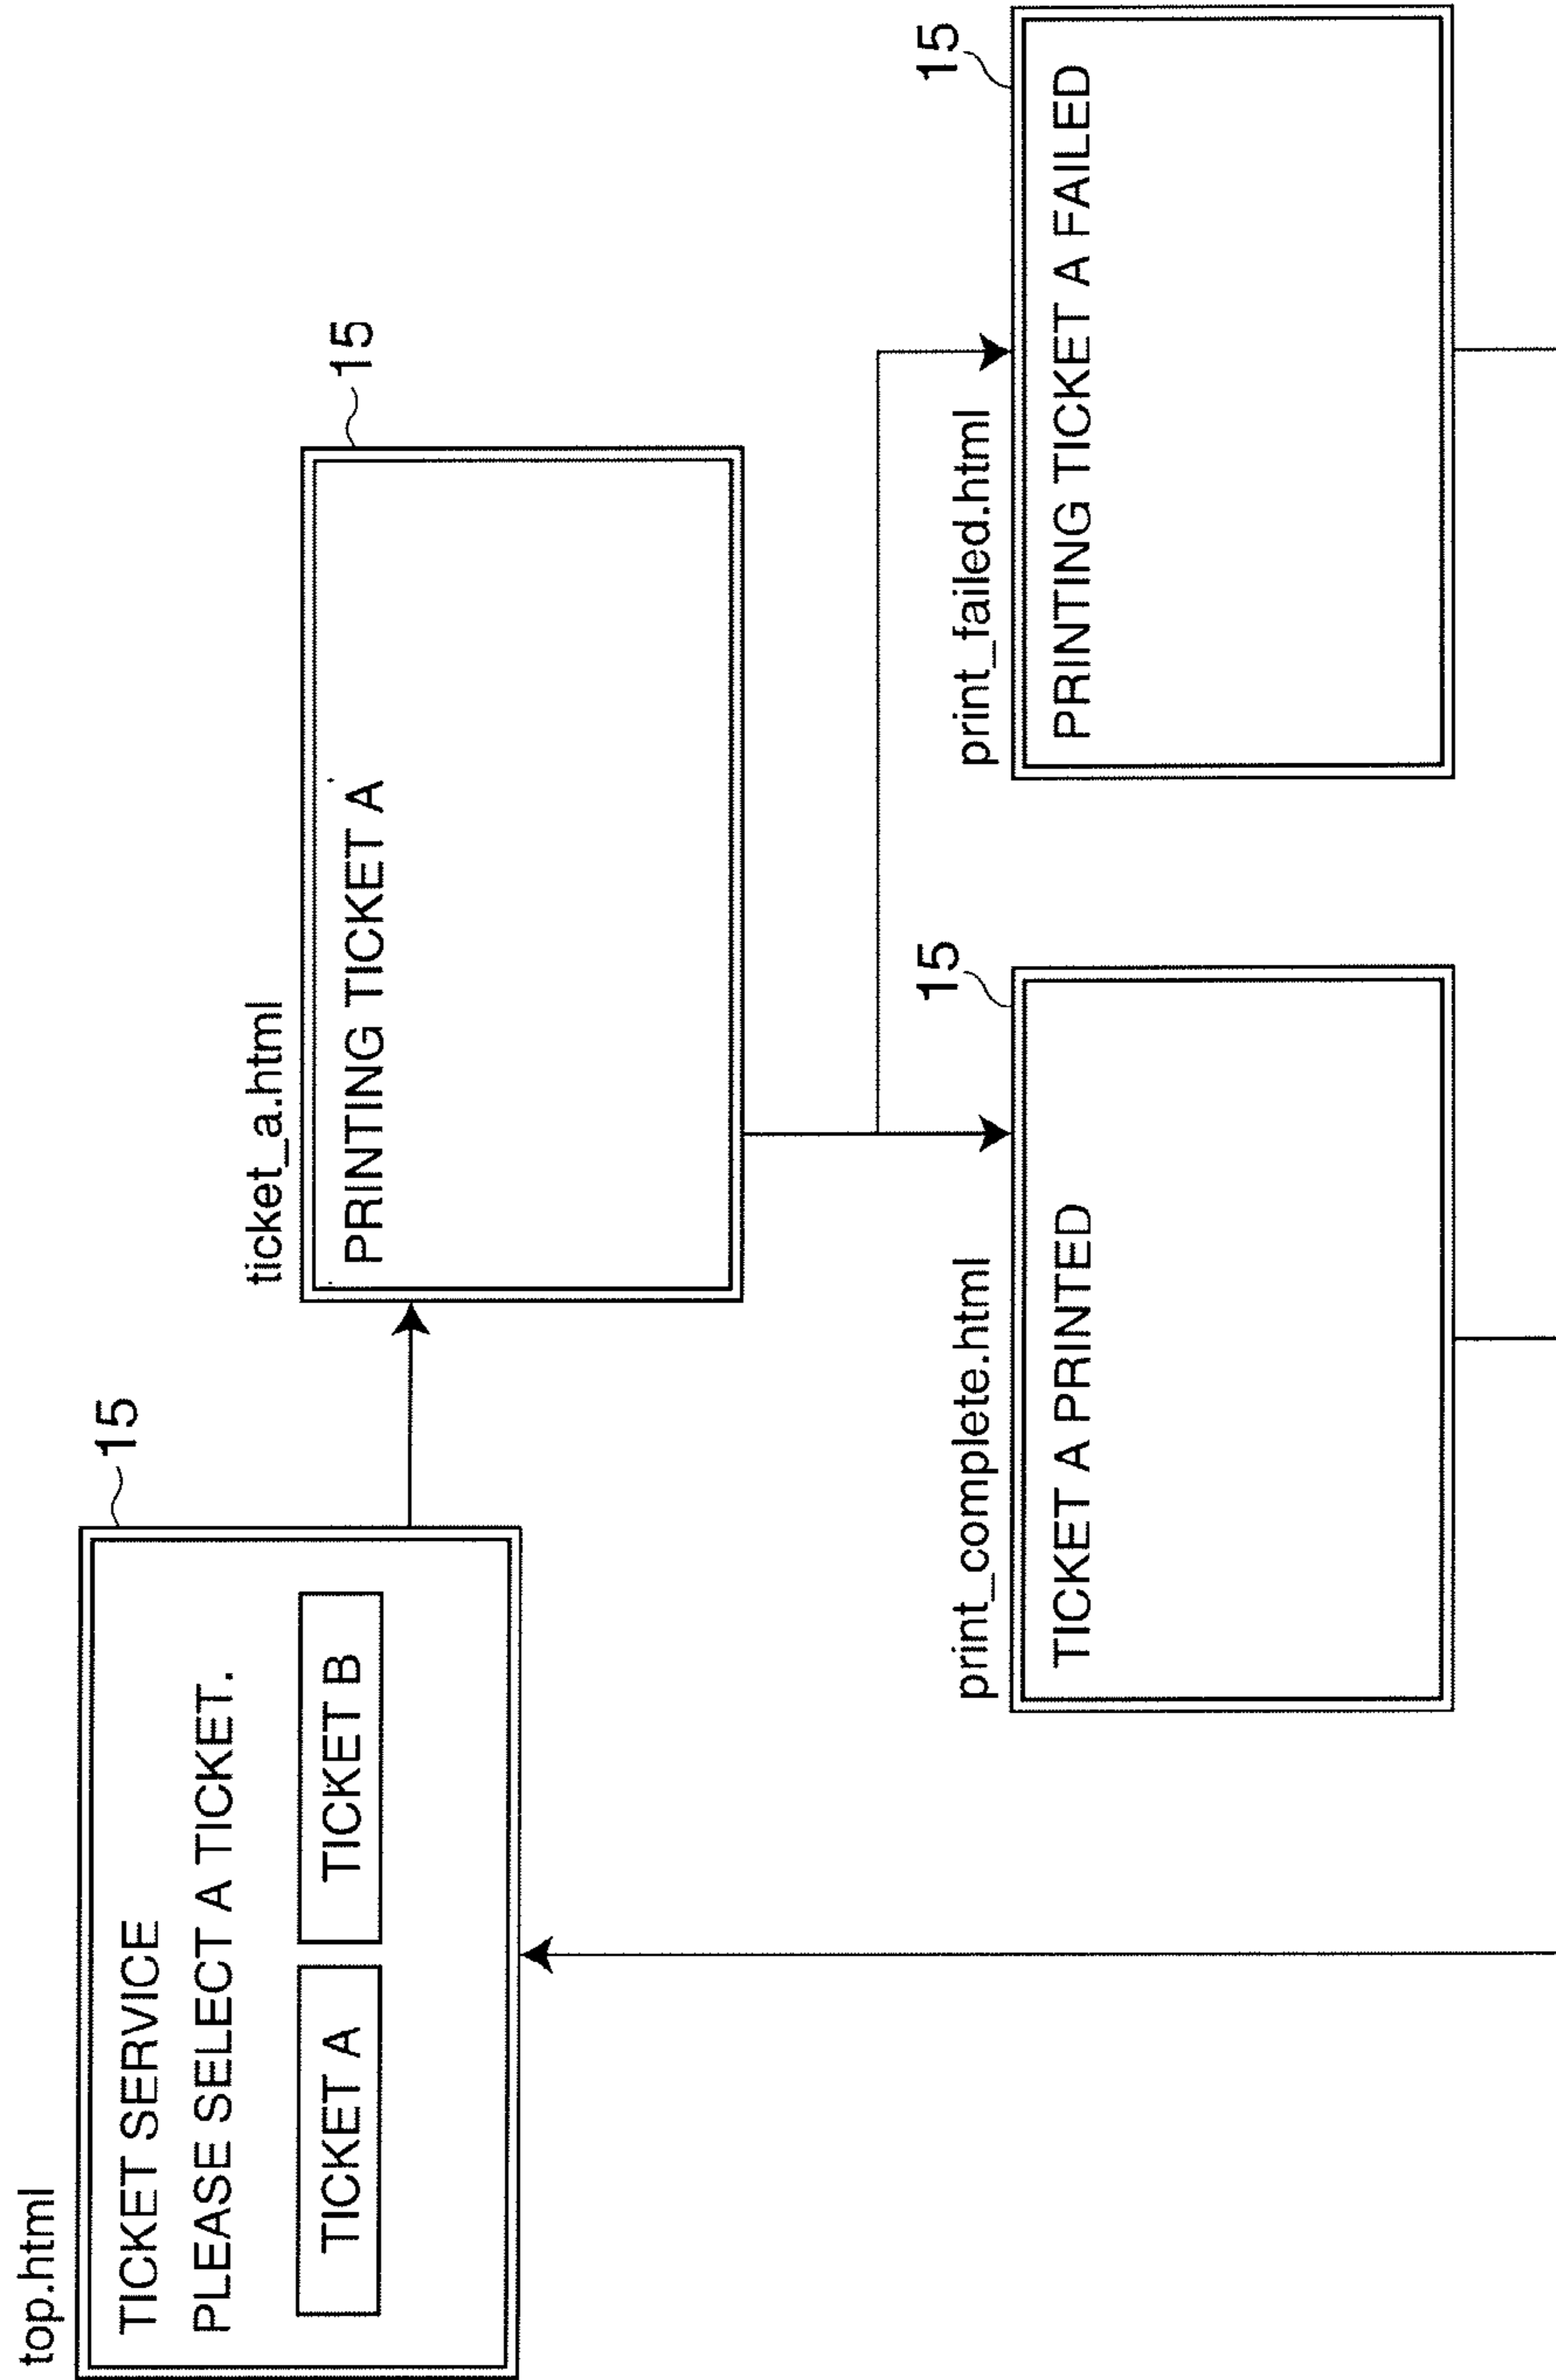 top.html
15
TICKET SERVICE
PLEASE SELECT A TICKET.
TICKET A
TICKET B
ticket_a.html
15
PRINTING TICKET A
print_complete.html
15
TICKET A PRINTED
print_failed.html
15
PRINTING TICKET A FAILED